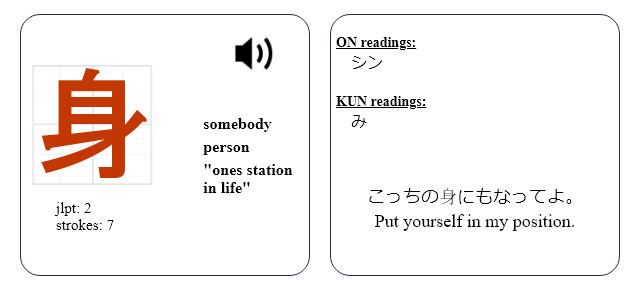 身
somebody
person
"ones station
in life"
jlpt: 2
strokes: 7
ON readings:
シン
KUN readings:
み
こっちの身にもなってよ。
Put yourself in my position.